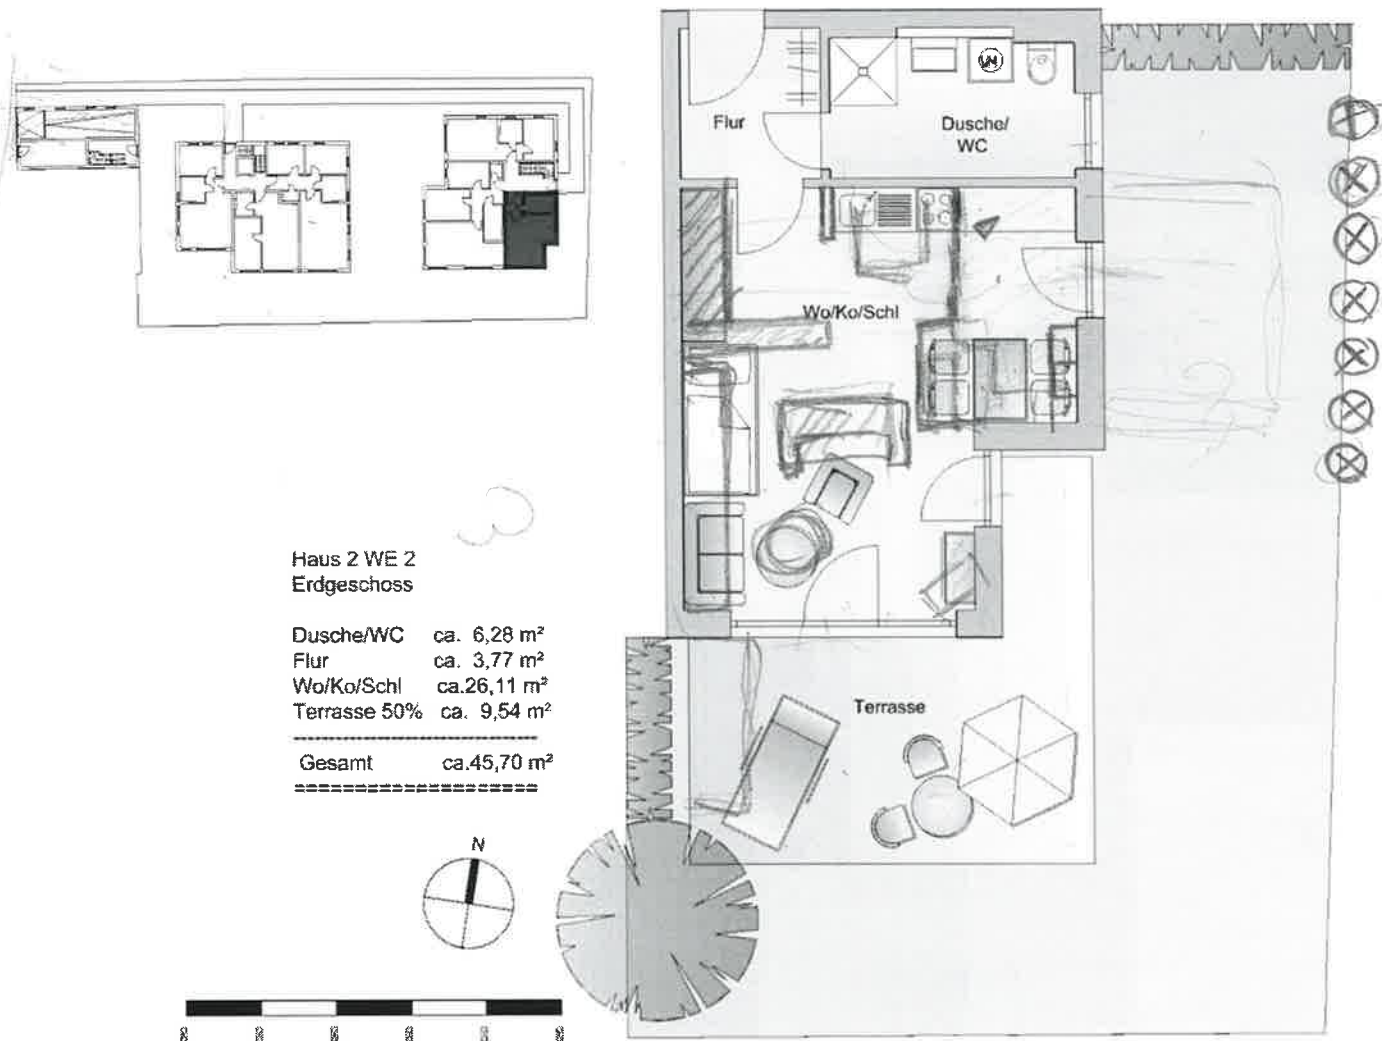 Flur
Dusche/
WC
Wo/Ko/Schl
Haus 2 WE 2
Erdgeschoss
Dusche/WC ca. 6,28 m²
Flur ca. 3,77 m²
Wo/Ko/Schl ca.26,11 m²
Terrasse 50% ca. 9,54 m²
-------------------------------
Gesamt ca.45,70 m²
====================
Terrasse
N